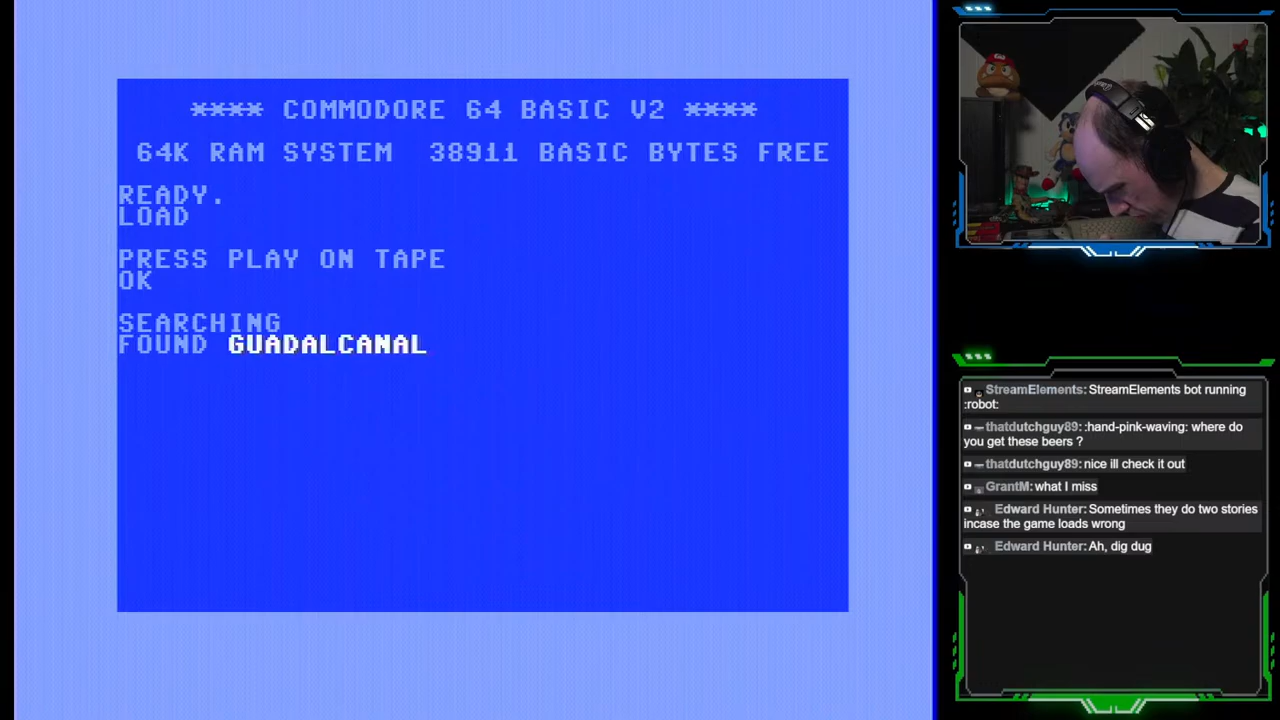 **** COMMODORE 64 BASIC V2 ****
64K RAM SYSTEM 38911 BASIC BYTES FREE
READY.
LOAD
PRESS PLAY ON TAPE
OK
SEARCHING
FOUND GUADALCANAL
StreamElements: StreamElements bot running
:robot:
thatdutchguy89: :hand-pink-waving: where do
you get these beers ?
thatdutchguy89: nice ill check it out
GrantM: what I miss
Edward Hunter: Sometimes they do two stories
incase the game loads wrong
Edward Hunter: Ah, dig dug